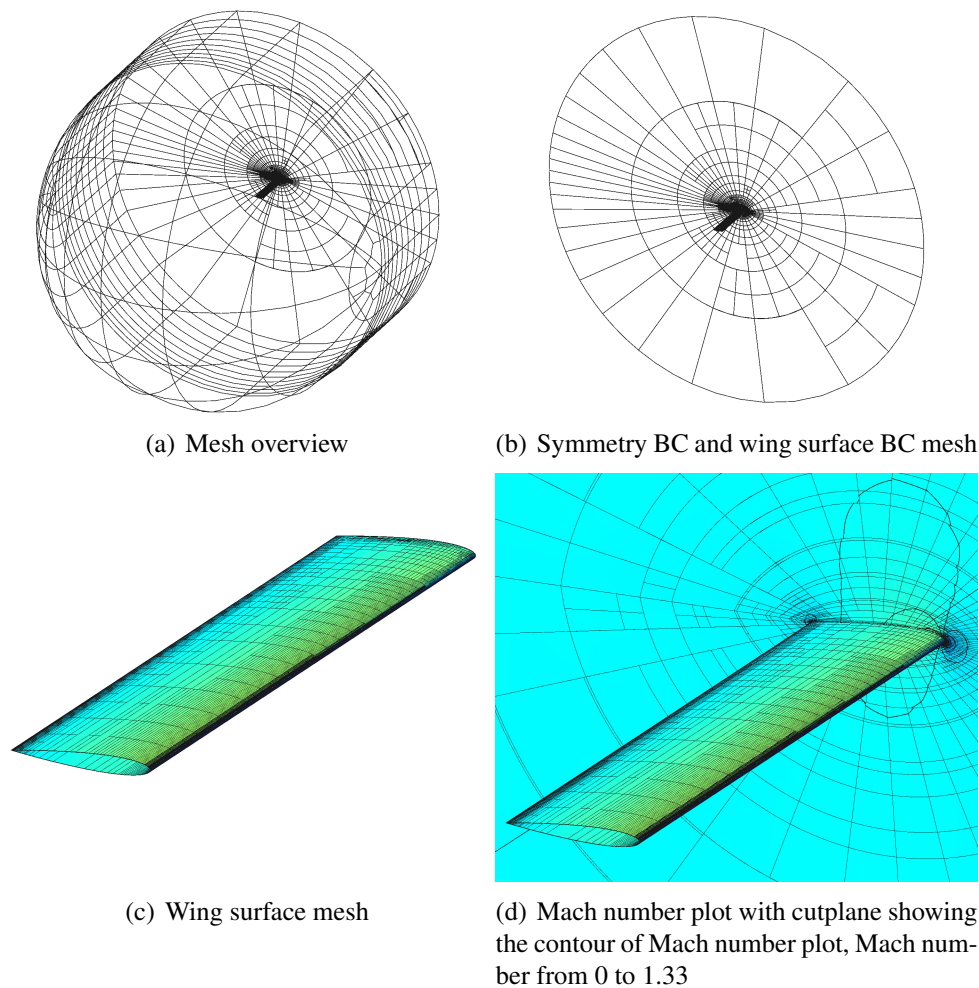 (a) Mesh overview
(b) Symmetry BC and wing surface BC mesh
(c) Wing surface mesh
(d) Mach number plot with cutplane showing
the contour of Mach number plot, Mach num-
ber from 0 to 1.33